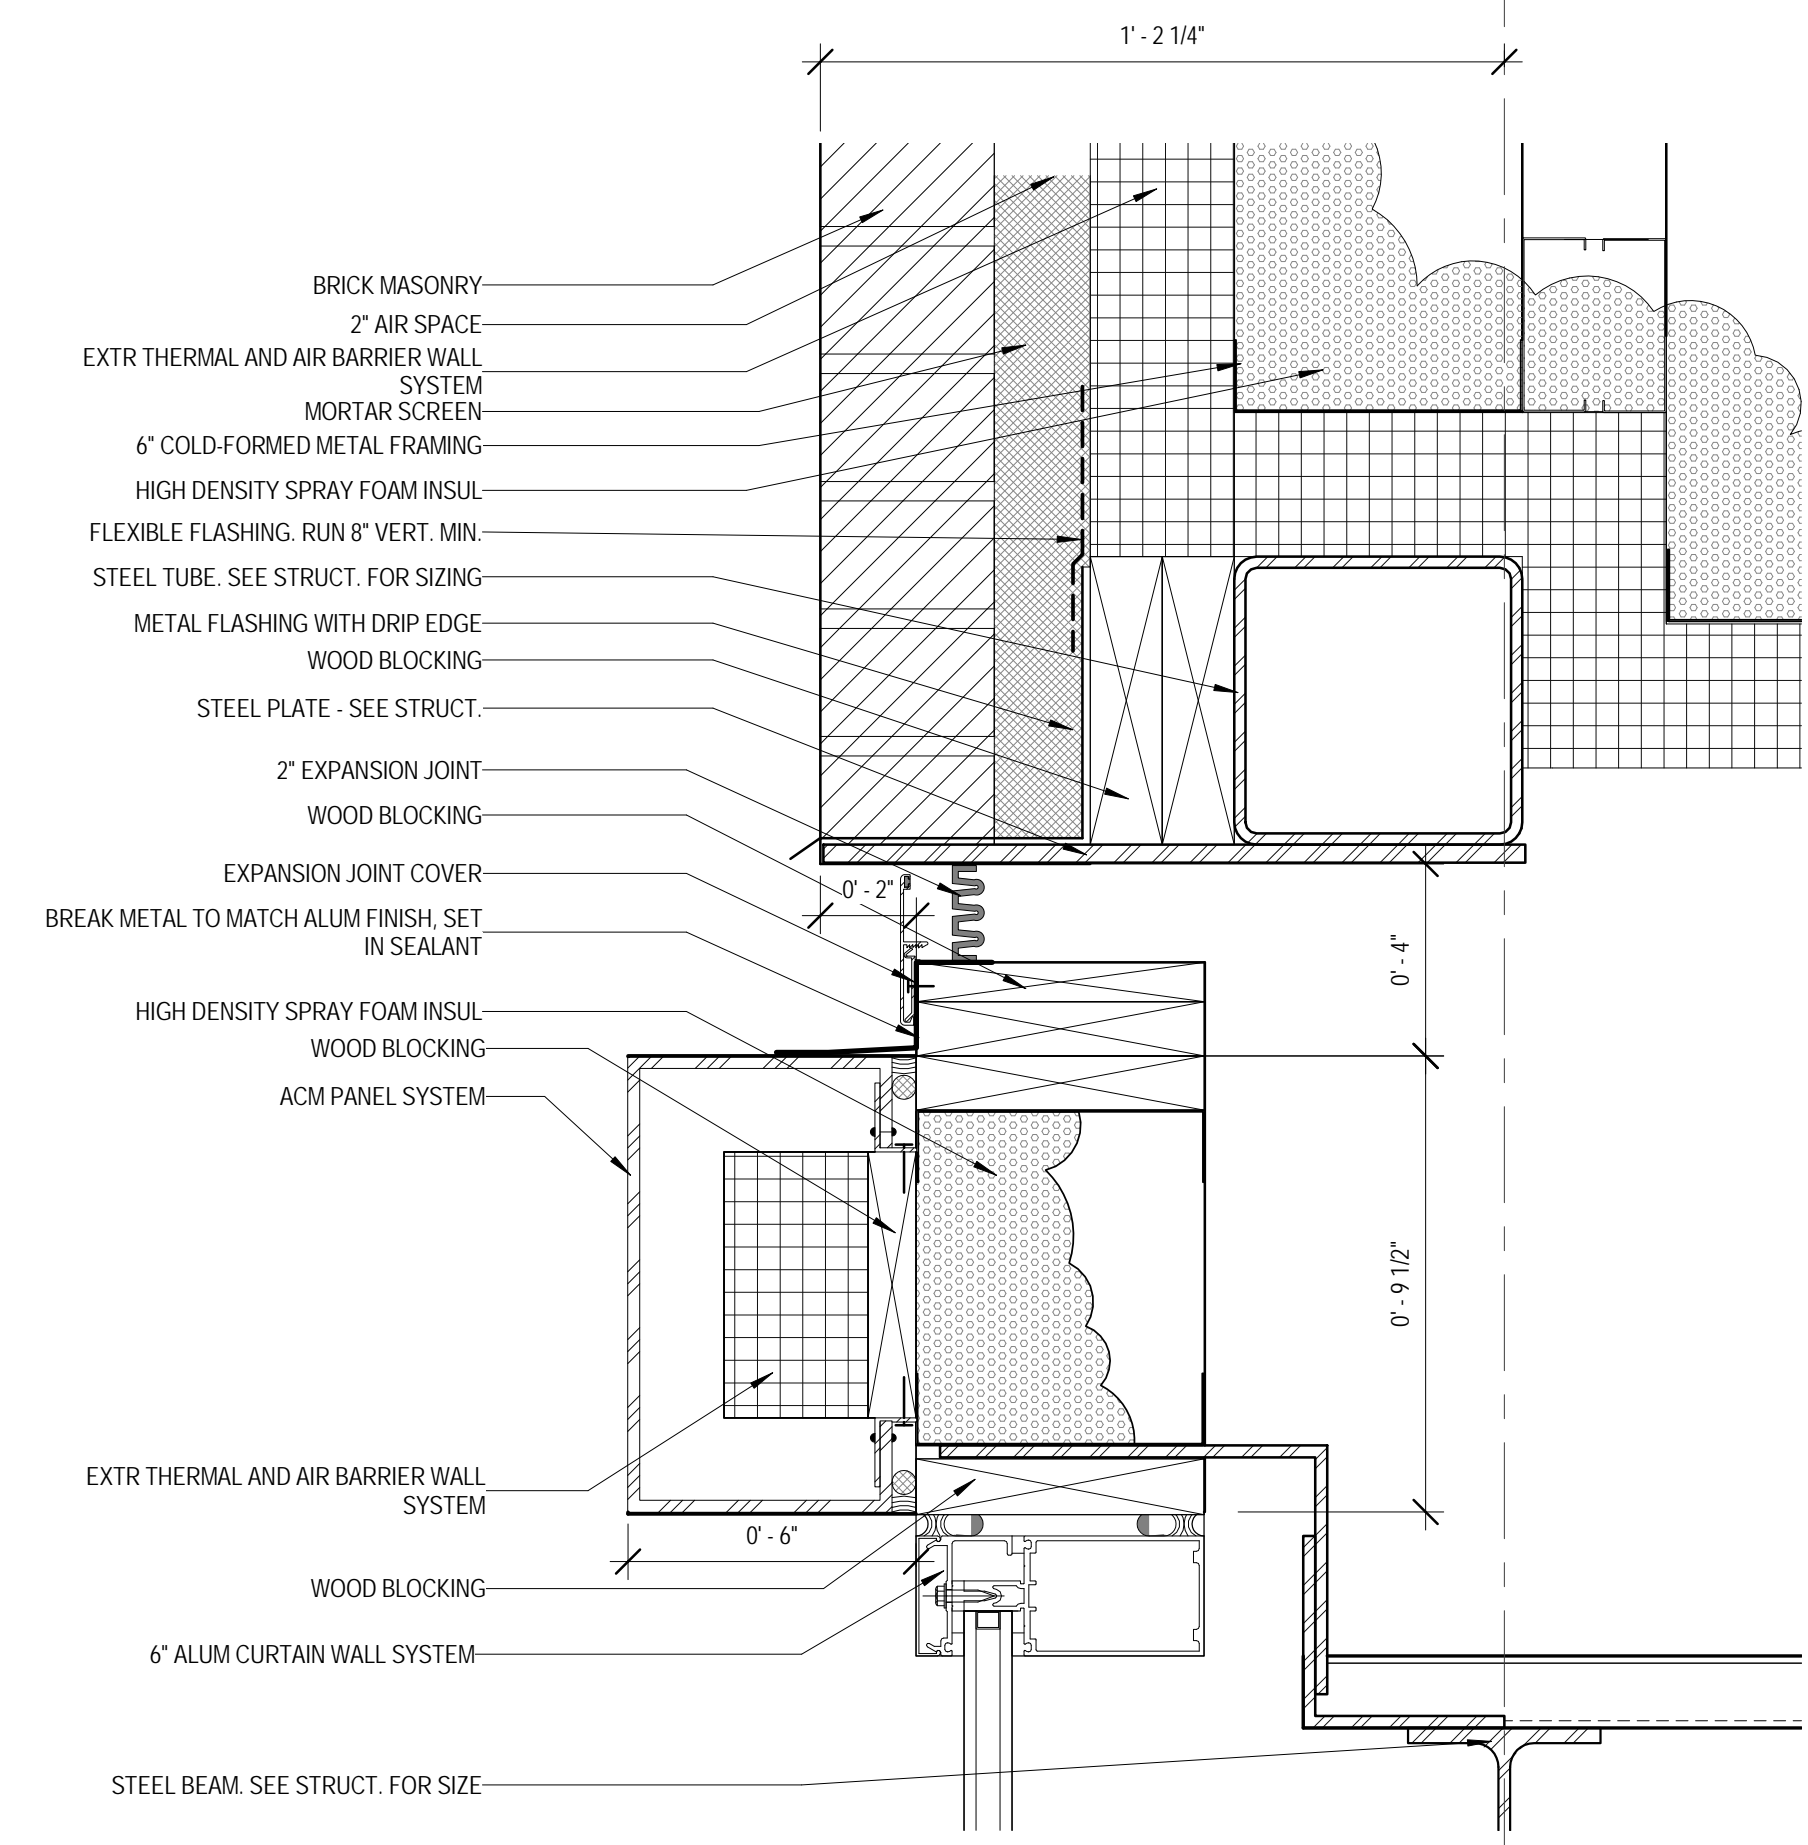 1' - 2 1/4"
BRICK MASONRY
2" AIR SPACE
EXTR THERMAL AND AIR BARRIER WALL
SYSTEM
MORTAR SCREEN
6" COLD-FORMED METAL FRAMING
HIGH DENSITY SPRAY FOAM INSUL
FLEXIBLE FLASHING. RUN 8" VERT. MIN.
STEEL TUBE. SEE STRUCT. FOR SIZING
METAL FLASHING WITH DRIP EDGE
WOOD BLOCKING
STEEL PLATE - SEE STRUCT.
2" EXPANSION JOINT
WOOD BLOCKING
EXPANSION JOINT COVER
0' - 2"
BREAK METAL TO MATCH ALUM FINISH, SET
IN SEALANT
0' - 4"
HIGH DENSITY SPRAY FOAM INSUL
WOOD BLOCKING
ACM PANEL SYSTEM
0' - 9 1/2"
EXTR THERMAL AND AIR BARRIER WALL
SYSTEM
0' - 6"
WOOD BLOCKING
6" ALUM CURTAIN WALL SYSTEM
STEEL BEAM. SEE STRUCT. FOR SIZE